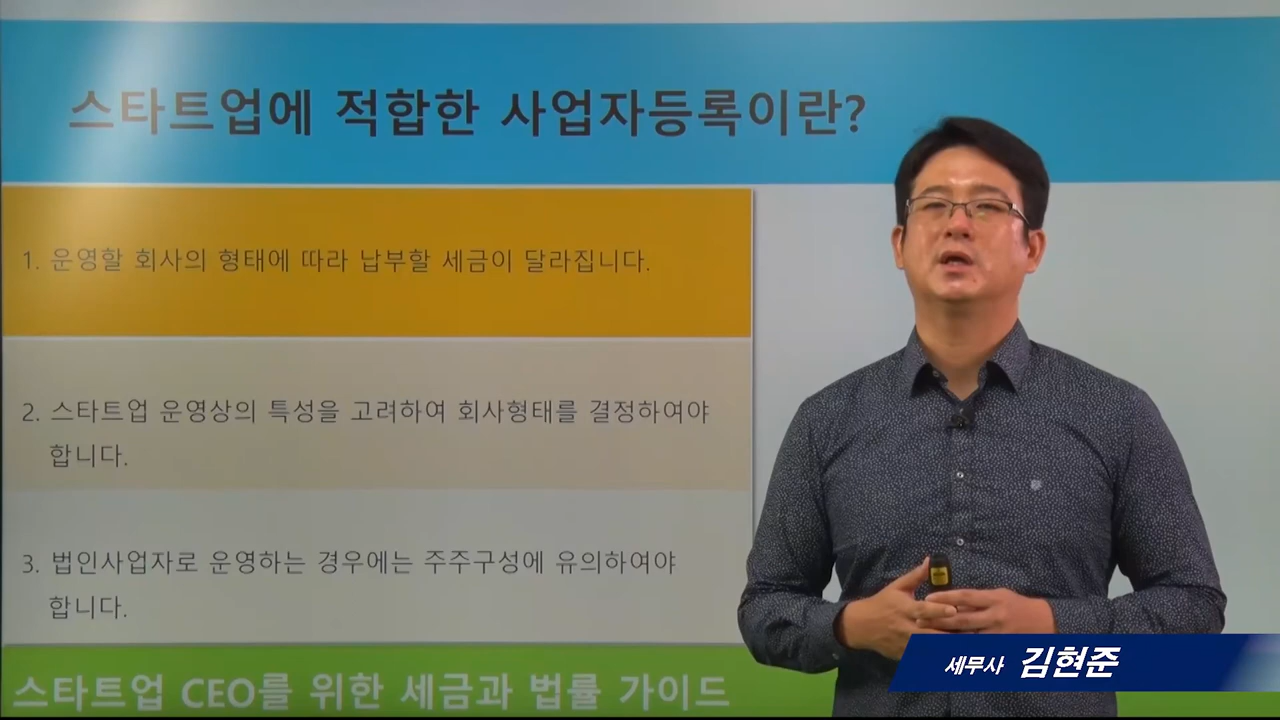 스타트업에 적합한 사업자등록이란?
1. 운영할 회사의 형태에 따라 납부할 세금이 달라집니다.
2. 스타트업 운영상의 특성을 고려하여 회사형태를 결정하여야
합니다.
3. 법인사업자로 운영하는 경우에는 주주구성에 유의하여야
합니다.
세무사 김현준
스타트업 CEO를 위한 세금과 법률 가이드